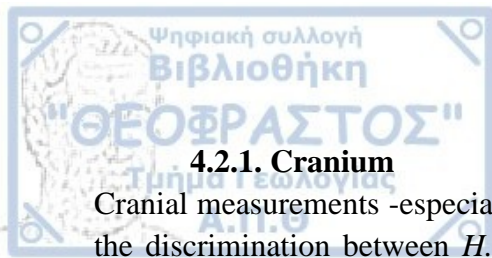 Ψηφιακή συλλογή
Βιβλιοθήκη
"ΘΕΟΦΡΑΣΤΟΣ"
4.2.1. Cranium
Τμήμα Γεωλογίας
Cranial measurements -especia
Α.Π.Θ
the discrimination between H.